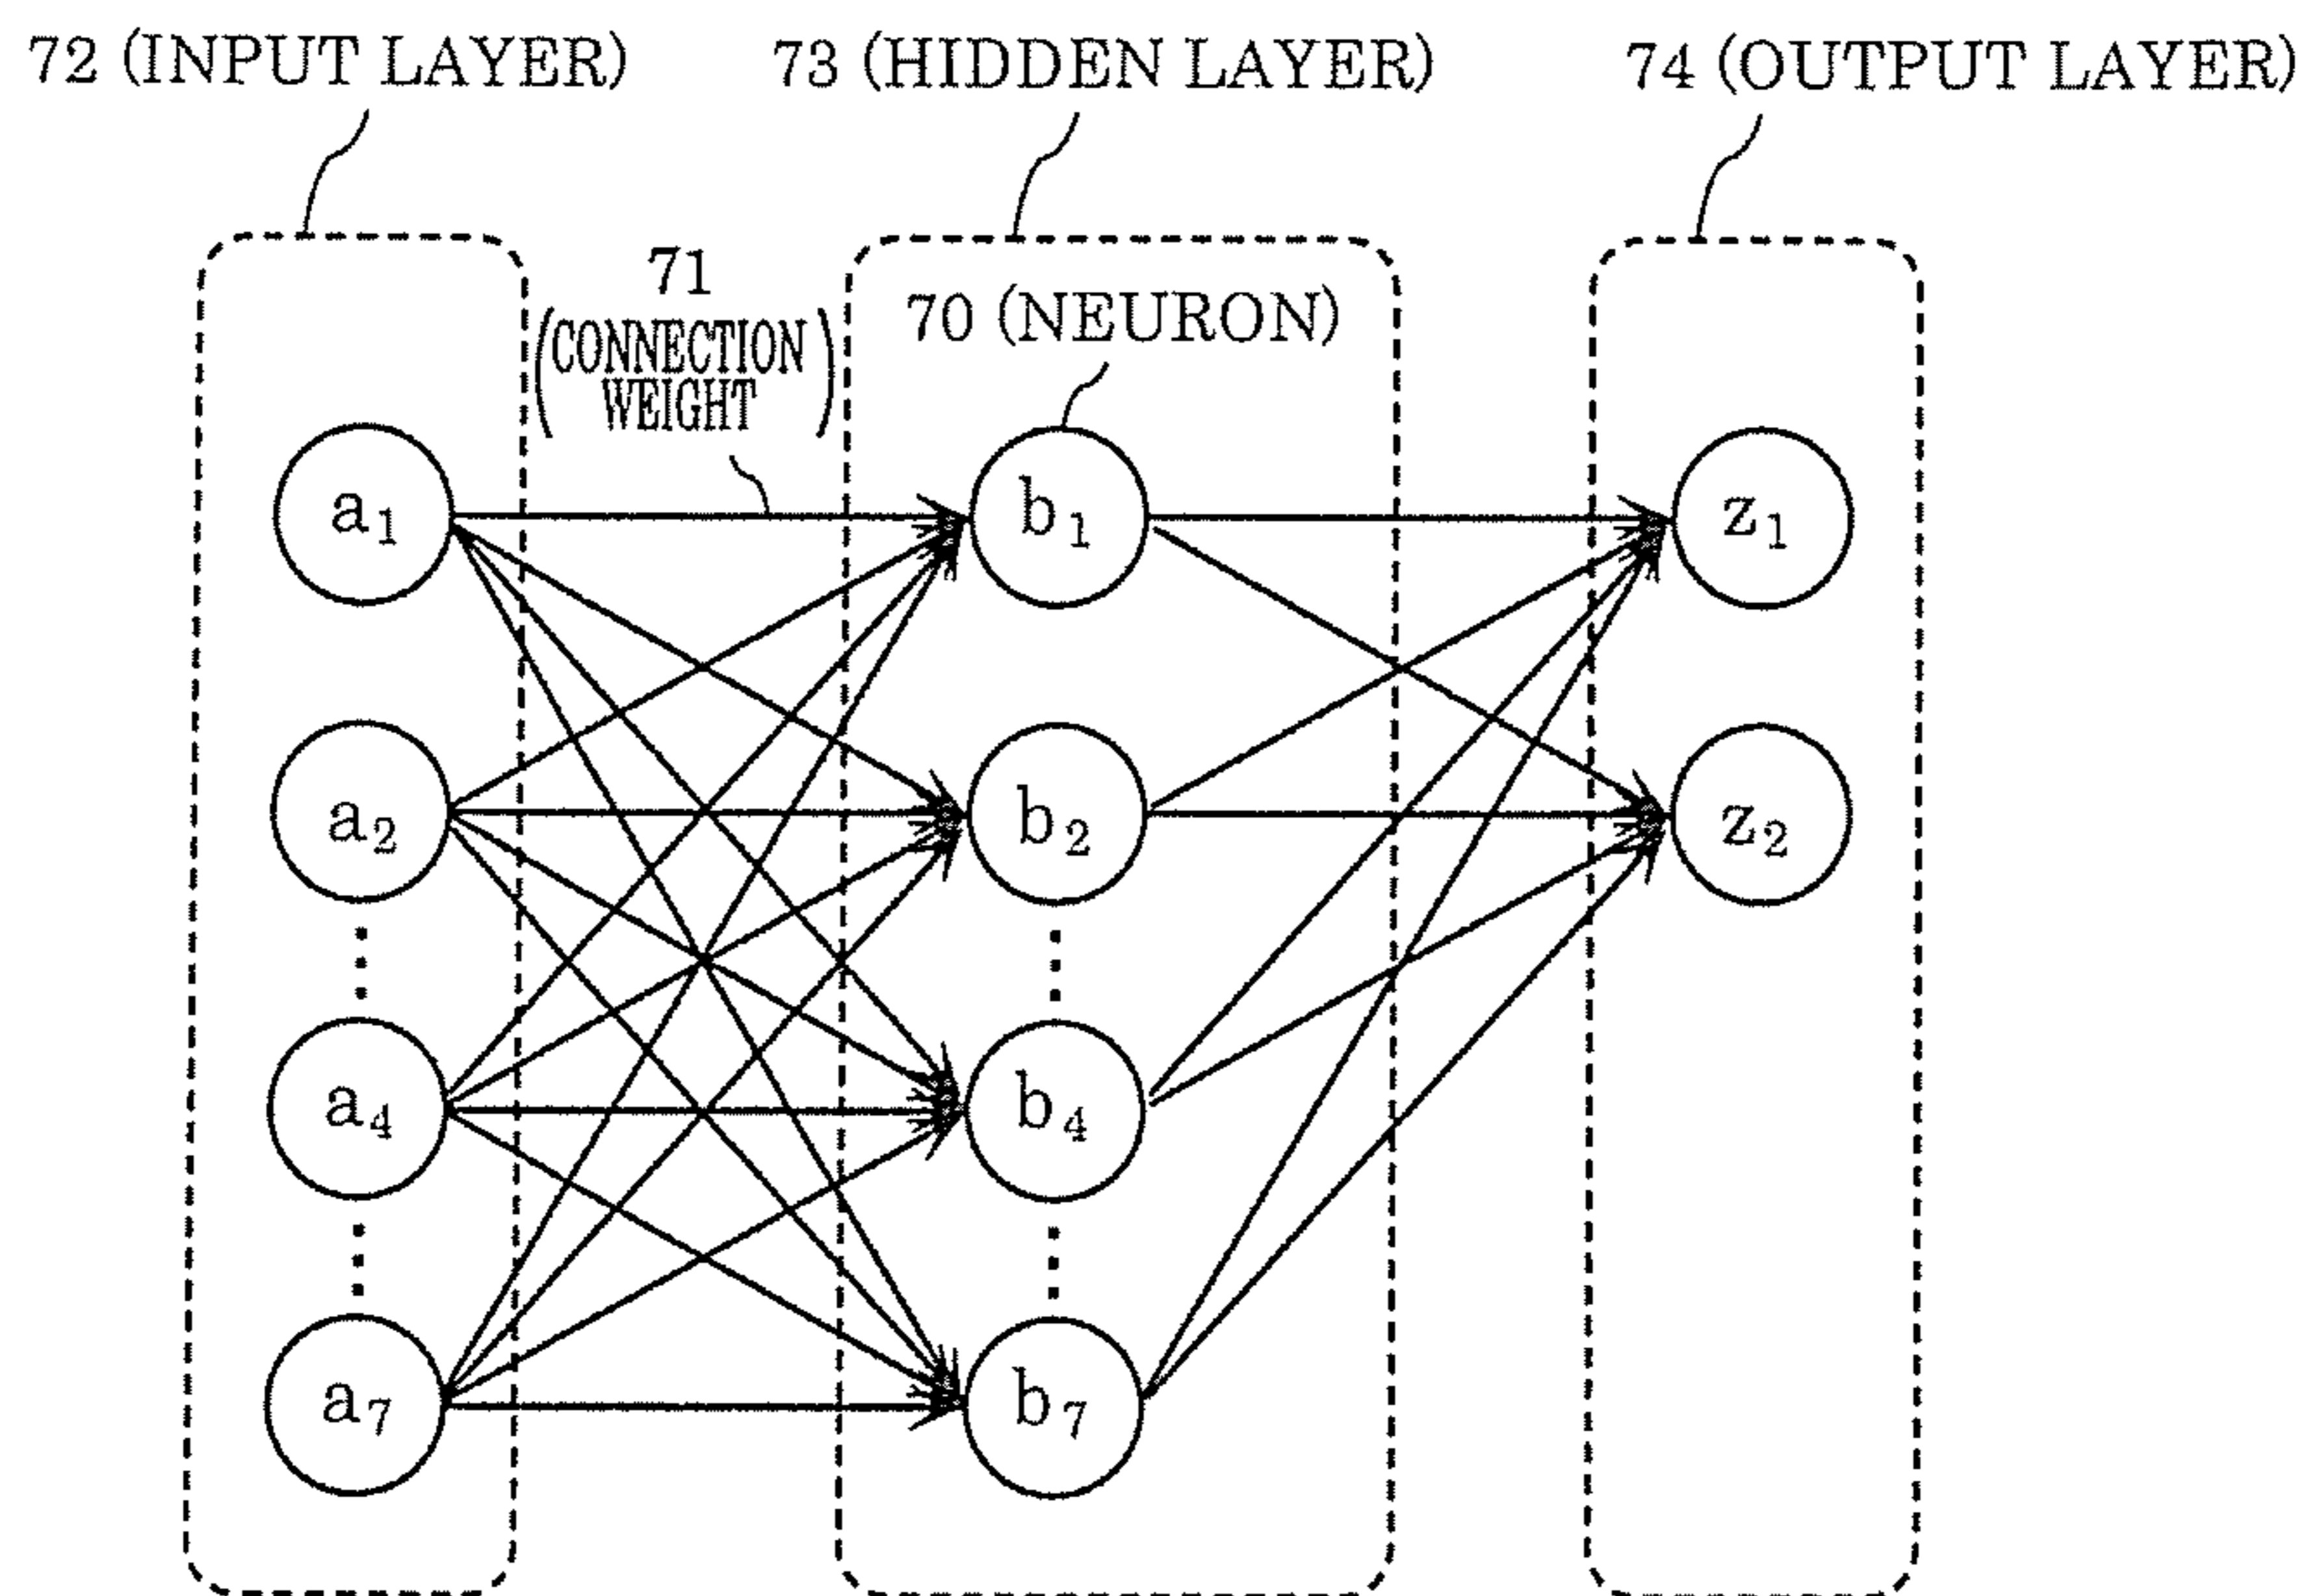 72 (INPUT LAYER)
73 (HIDDEN LAYER)
74 (OUTPUT LAYER)
71
(CONNECTION
WEIGHT)
70 (NEURON)
a₁
b₁
z₁
a₂
b₂
z₂
a₄
b₄
a₇
b₇